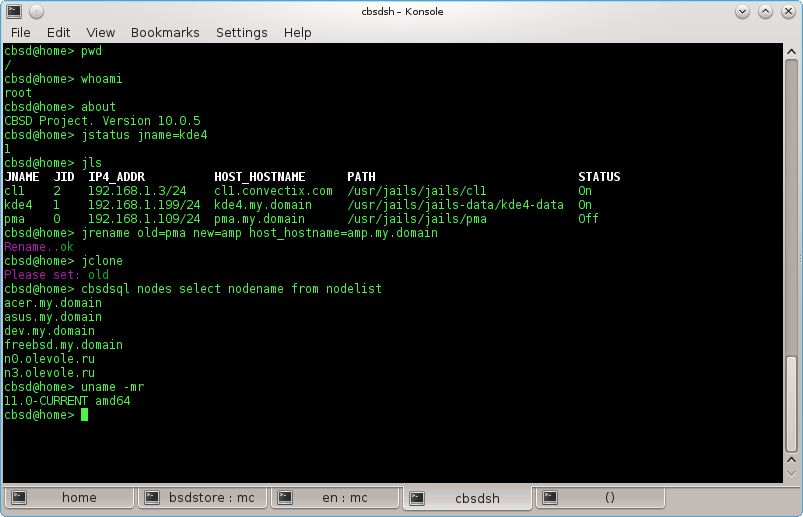 cbsdsh – Konsole
File Edit View Bookmarks Settings Help
cbsd@home> pwd
/
cbsd@home> whoami
root
cbsd@home> about
CBSD Project. Version 10.0.5
cbsd@home> jstatus jname=kde4
1
cbsd@home> jls
JNAME JID IP4_ADDR HOST_HOSTNAME PATH STATUS
cl1 2 192.168.1.3/24 cl1.convectix.com /usr/jails/jails/cl1 On
kde4 1 192.168.1.199/24 kde4.my.domain /usr/jails/jails-data/kde4-data On
pma 0 192.168.1.109/24 pma.my.domain /usr/jails/jails/pma Off
cbsd@home> jrename old=pma new=amp host_hostname=amp.my.domain
Rename..ok
cbsd@home> jclone
Please set: old
cbsd@home> cbsdsql nodes select nodename from nodelist
acer.my.domain
asus.my.domain
dev.my.domain
freebsd.my.domain
n0.olevole.ru
n3.olevole.ru
cbsd@home> uname -mr
11.0-CURRENT amd64
cbsd@home>
home bsdstore : mc en : mc cbsdsh ()